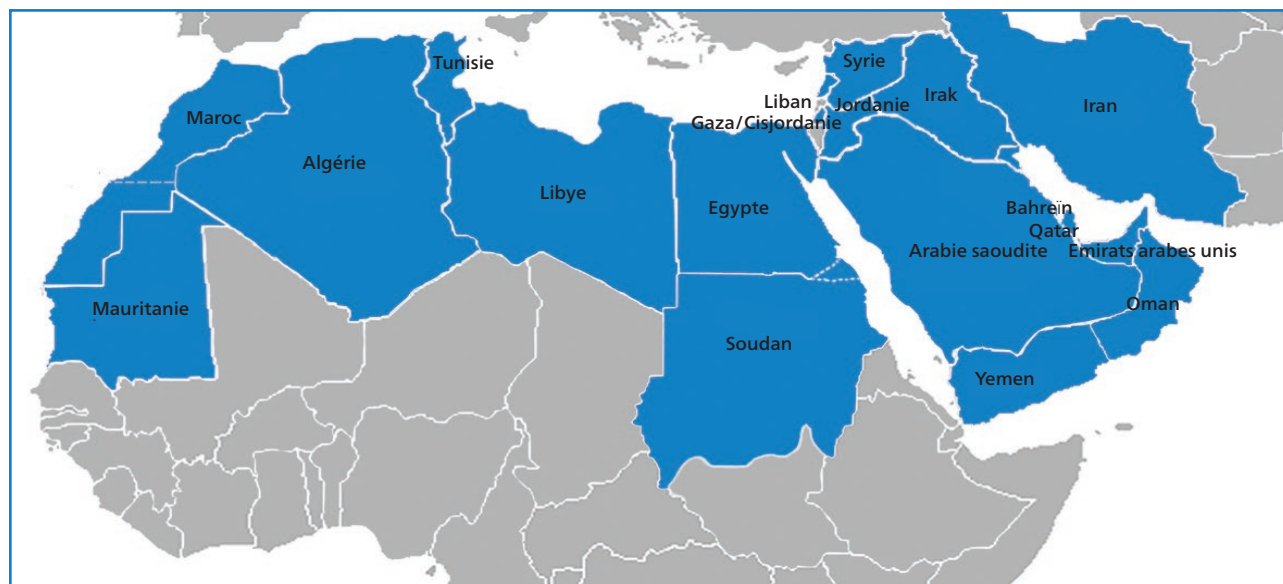 Tunisie
Syrie
Liban
Jordanie
Irak
Iran
Maroc
Gaza/Cisjordanie
Algérie
Libye
Egypte
Bahreïn
Qatar
Arabie saoudite
Emirats arabes unis
Mauritanie
Oman
Soudan
Yemen